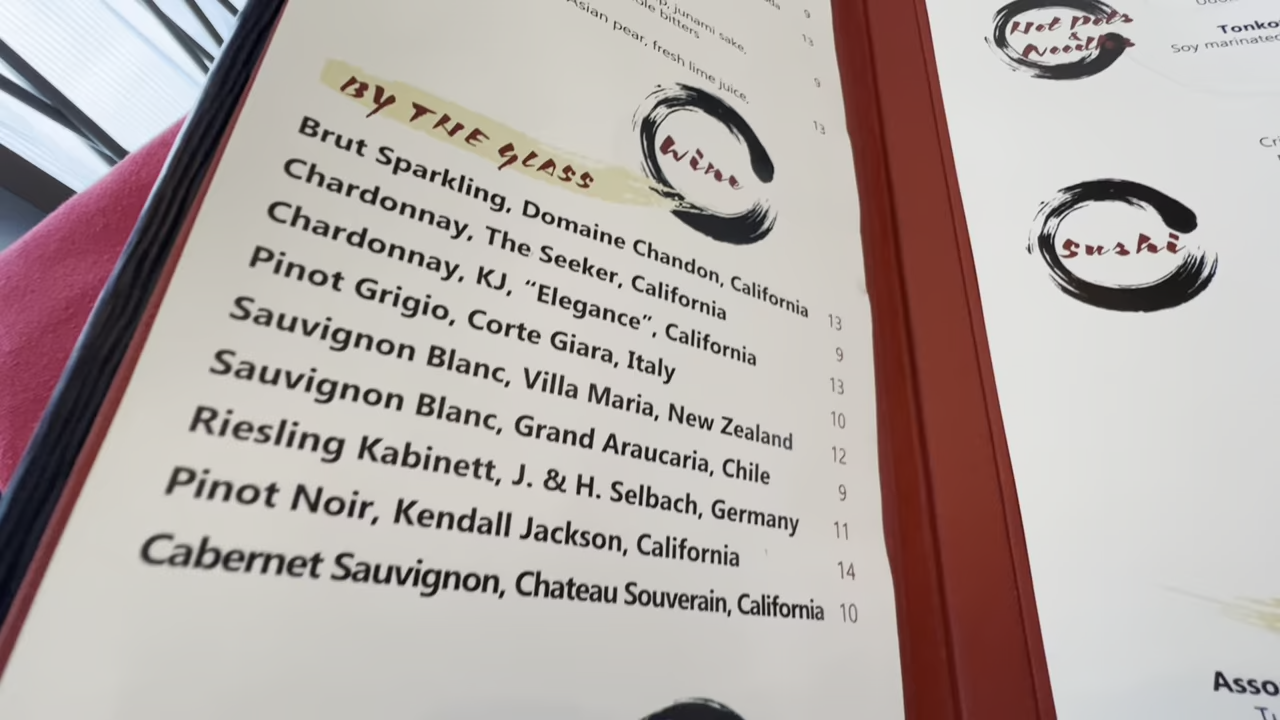 9
junami sake.
bitters
13
Asian pear, fresh lime juice.
9
13
BY THE GLASS
Wine
Brut Sparkling, Domaine Chandon, California 13
Chardonnay, The Seeker, California 9
Chardonnay, KJ, “Elegance”, California 13
Pinot Grigio, Corte Giara, Italy 10
Sauvignon Blanc, Villa Maria, New Zealand 12
Sauvignon Blanc, Grand Araucaria, Chile 9
Riesling Kabinett, J. & H. Selbach, Germany 11
Pinot Noir, Kendall Jackson, California 14
Cabernet Sauvignon, Chateau Souverain, California 10
Hot Pots
&
Noodles
Soy marinated
sushi